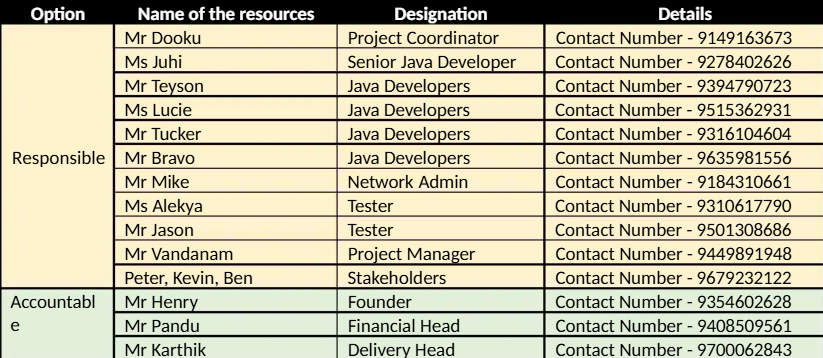 Option Name of the resources Designation Details
Responsible
Mr Dooku Project Coordinator Contact Number - 9149163673
Ms Juhi Senior Java Developer Contact Number - 9278402626
Mr Teyson Java Developers Contact Number - 9394790723
Ms Lucie Java Developers Contact Number - 9515362931
Mr Tucker Java Developers Contact Number - 9316104604
Mr Bravo Java Developers Contact Number - 9635981556
Mr Mike Network Admin Contact Number - 9184310661
Ms Alekya Tester Contact Number - 9310617790
Mr Jason Tester Contact Number - 9501308686
Mr Vandanam Project Manager Contact Number - 9449891948
Peter, Kevin, Ben Stakeholders Contact Number - 9679232122
Accountabl
e
Mr Henry Founder Contact Number - 9354602628
Mr Pandu Financial Head Contact Number - 9408509561
Mr Karthik Delivery Head Contact Number - 9700062843